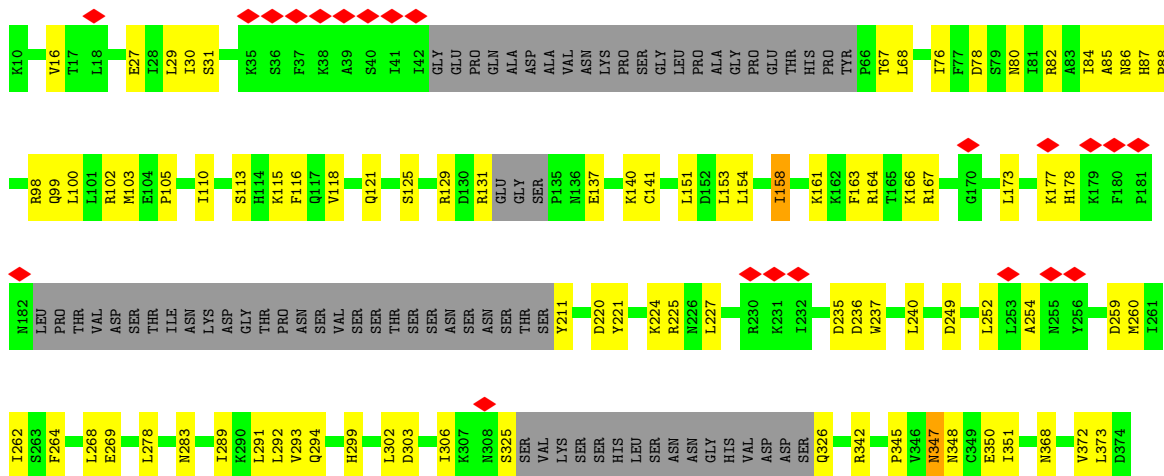 K10 V16 T17 L18 E27 I28 L29 I30 S31 K35 S36 F37 K38 A39 S40 I41 I42 GLY GLU PRO GLN ALA ASP ALA VAL ASN LYS PRO SER GLY LEU PRO ALA GLY PRO GLU THR HIS PRO TYR P66 T67 L68 I76 F77 D78 S79 N80 I81 R82 A83 I84 A85 N86 H87 P88
R98 Q99 L100 L101 R102 M103 E104 P105 I110 S113 H114 K115 F116 Q117 V118 Q121 S125 R129 D130 R131 GLU GLY SER P135 N136 E137 K140 C141 L151 D152 L153 L154 I158 K161 K162 F163 R164 T165 K166 R167 G170 L173 K177 H178 K179 F180 P181
N182 LEU PRO THR VAL ASP SER THR ILE ASN LYS ASP GLY THR PRO ASN SER VAL SER SER THR SER SER ASN SER ASN SER THR SER Y211 D220 Y221 K224 R225 N226 L227 R230 K231 I232 D235 D236 W237 L240 D249 L252 L253 A254 N255 Y256 D259 M260 I261
I262 S263 F264 L268 E269 L278 N283 I289 K290 L291 L292 V293 Q294 H299 L302 D303 I306 K307 N308 S325 SER VAL LYS SER SER HIS LEU SER ASN ASN GLY HIS VAL ASP ASP SER Q326 R342 P345 V346 N347 N348 C349 E350 I351 N368 V372 L373 D374